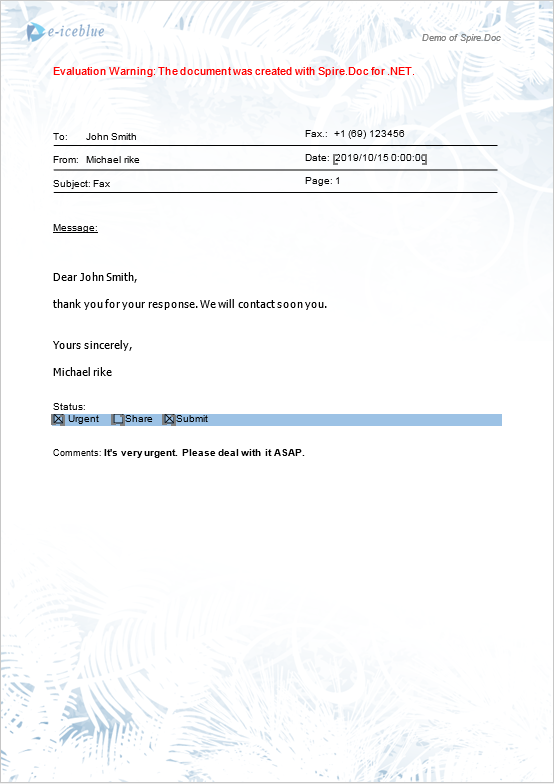 e-iceblue
Demo of Spire.Doc
Evaluation Warning: The document was created with Spire.Doc for .NET.
To: John Smith Fax.: +1 (69) 123456
From: Michael rike Date: 2019/10/15 0:00:00
Subject: Fax Page: 1
Message:
Dear John Smith,
thank you for your response. We will contact soon you.
Yours sincerely,
Michael rike
Status:
Urgent Share Submit
Comments: It's very urgent. Please deal with it ASAP.